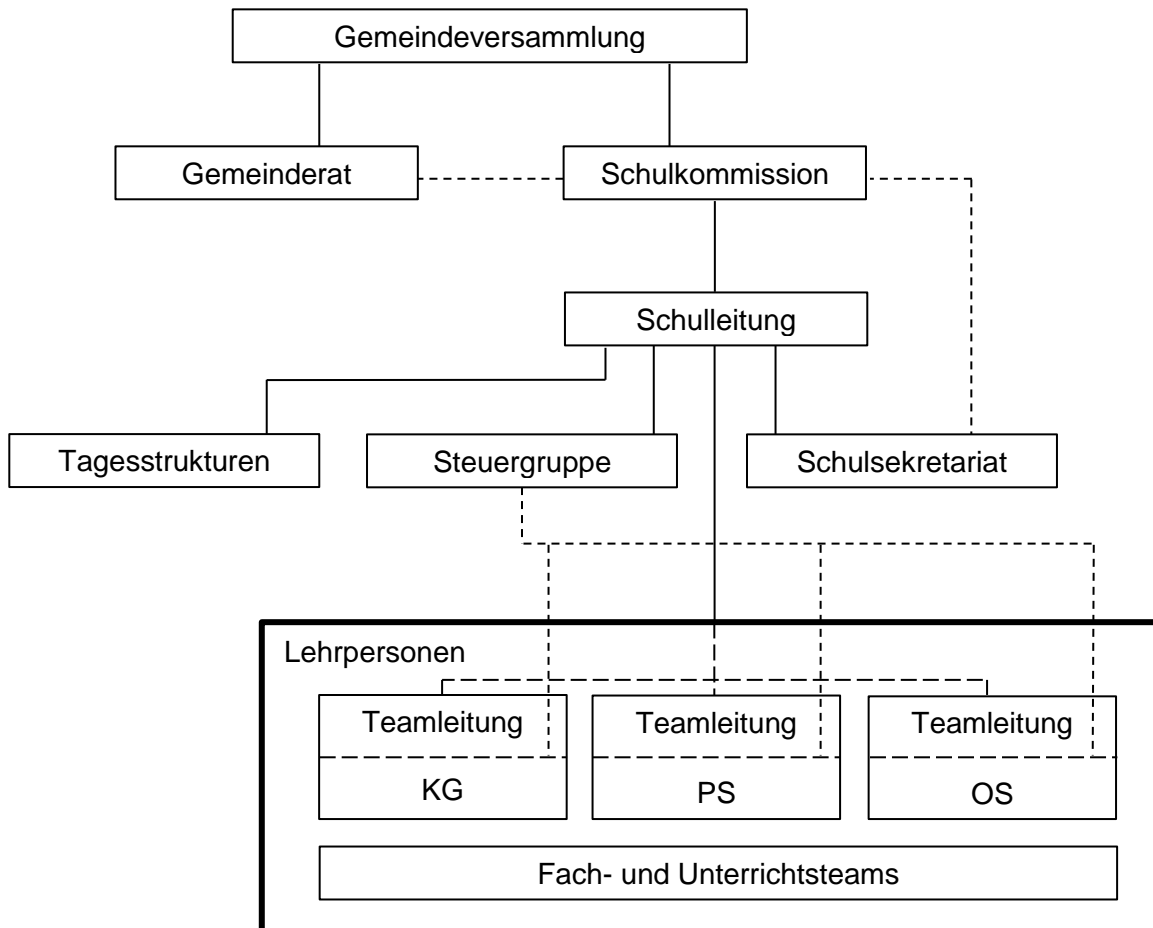 Gemeindeversammlung
Gemeinderat
Schulkommission
Schulleitung
Tagesstrukturen
Steuergruppe
Schulsekretariat
Lehrpersonen
Teamleitung
Teamleitung
Teamleitung
KG
PS
OS
Fach- und Unterrichtsteams